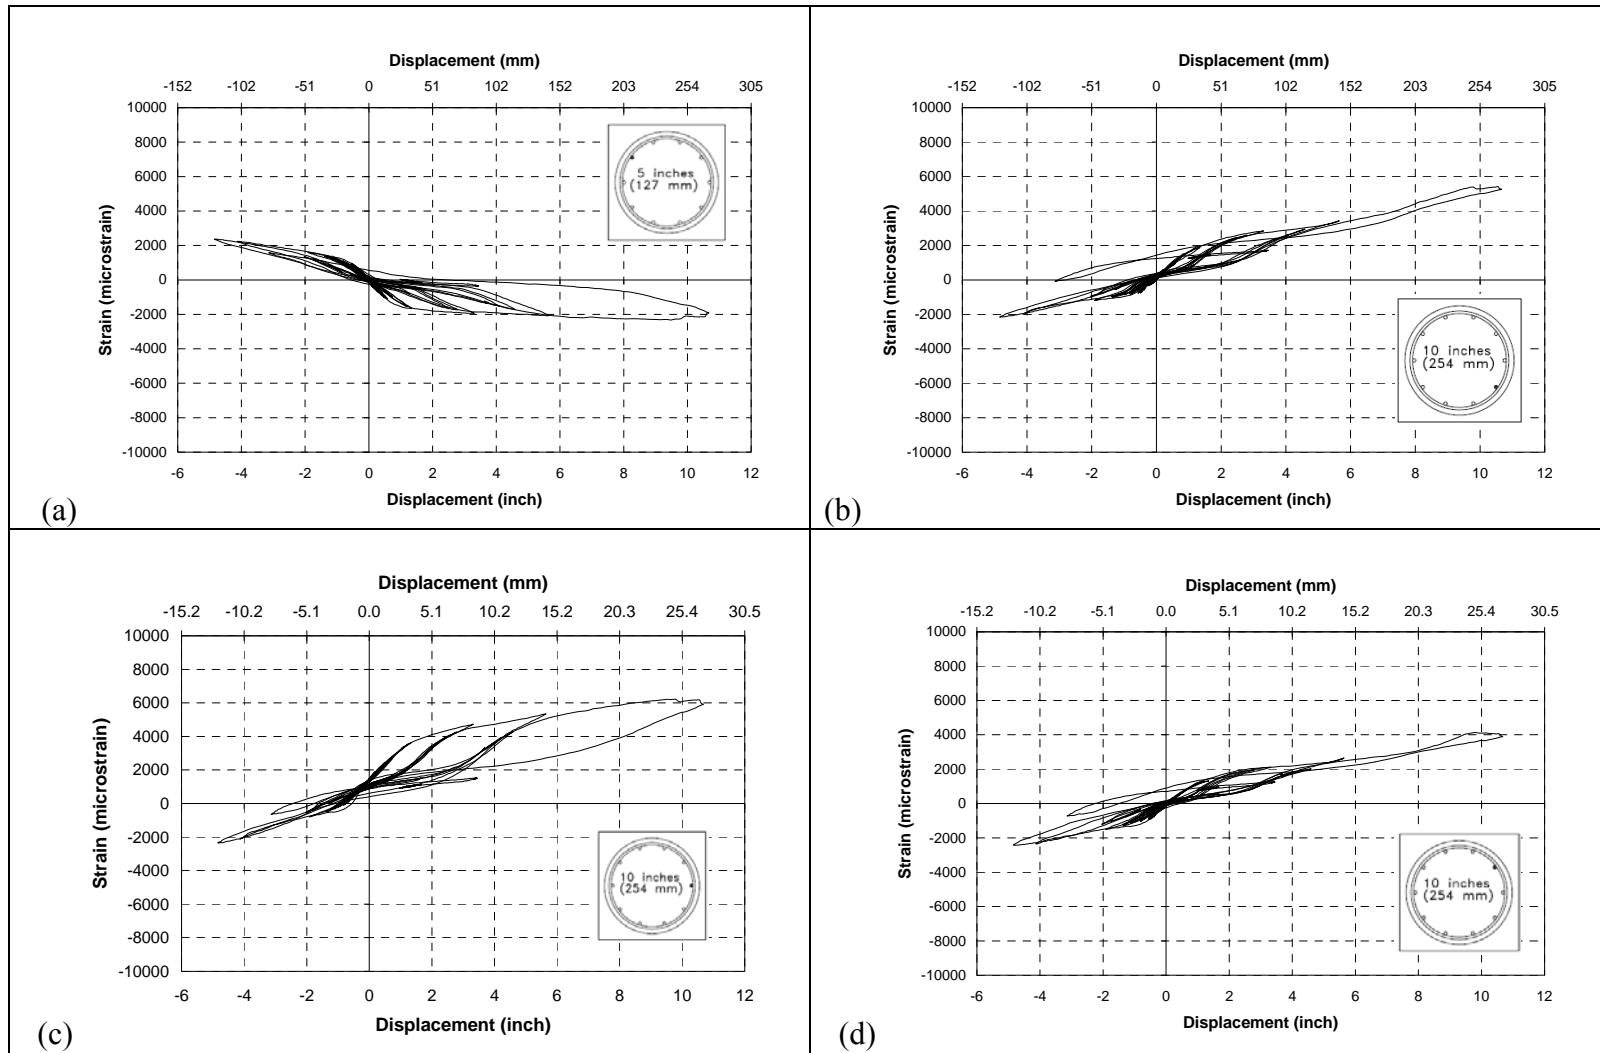 Displacement (mm)
-152 -102 -51 0 51 102 152 203 254 305
10000
8000
6000
4000
2000
0
-2000
-4000
-6000
-8000
-10000
Strain (microstrain)
5 inches
(127 mm)
-6 -4 -2 0 2 4 6 8 10 12
Displacement (inch)
(a)
Displacement (mm)
-152 -102 -51 0 51 102 152 203 254 305
10000
8000
6000
4000
2000
0
-2000
-4000
-6000
-8000
-10000
Strain (microstrain)
10 inches
(254 mm)
-6 -4 -2 0 2 4 6 8 10 12
Displacement (inch)
(b)
Displacement (mm)
-15.2 -10.2 -5.1 0.0 5.1 10.2 15.2 20.3 25.4 30.5
10000
8000
6000
4000
2000
0
-2000
-4000
-6000
-8000
-10000
Strain (microstrain)
10 inches
(254 mm)
-6 -4 -2 0 2 4 6 8 10 12
Displacement (inch)
(c)
Displacement (mm)
-15.2 -10.2 -5.1 0.0 5.1 10.2 15.2 20.3 25.4 30.5
10000
8000
6000
4000
2000
0
-2000
-4000
-6000
-8000
-10000
Strain (microstrain)
10 inches
(254 mm)
-6 -4 -2 0 2 4 6 8 10 12
Displacement (inch)
(d)